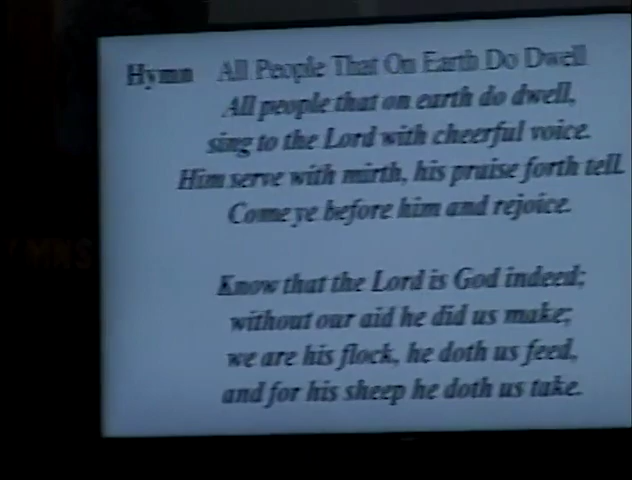 Hymn All People That On Earth Do Dwell
All people that on earth do dwell,
sing to the Lord with cheerful voice.
Him serve with mirth, his praise forth tell.
Come ye before him and rejoice.
Know that the Lord is God indeed;
without our aid he did us make;
we are his flock, he doth us feed,
and for his sheep he doth us take.